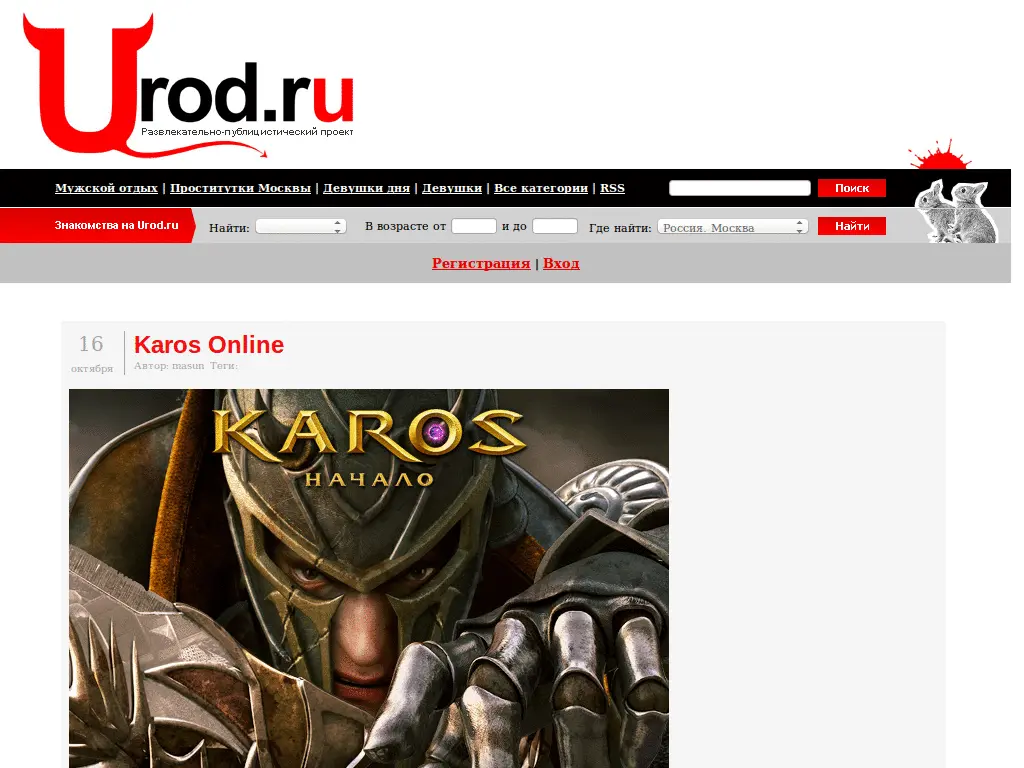 Urod.ru
Развлекательно-публицистический проект
Мужской отдых | Проститутки Москвы | Девушки дня | Девушки | Все категории | RSS
Поиск
Знакомства на Urod.ru
Найти: В возрасте от и до Где найти: Россия. Москва Найти
Регистрация | Вход
16
октября
Karos Online
Автор: masun Теги:
KAROS
НАЧАЛО